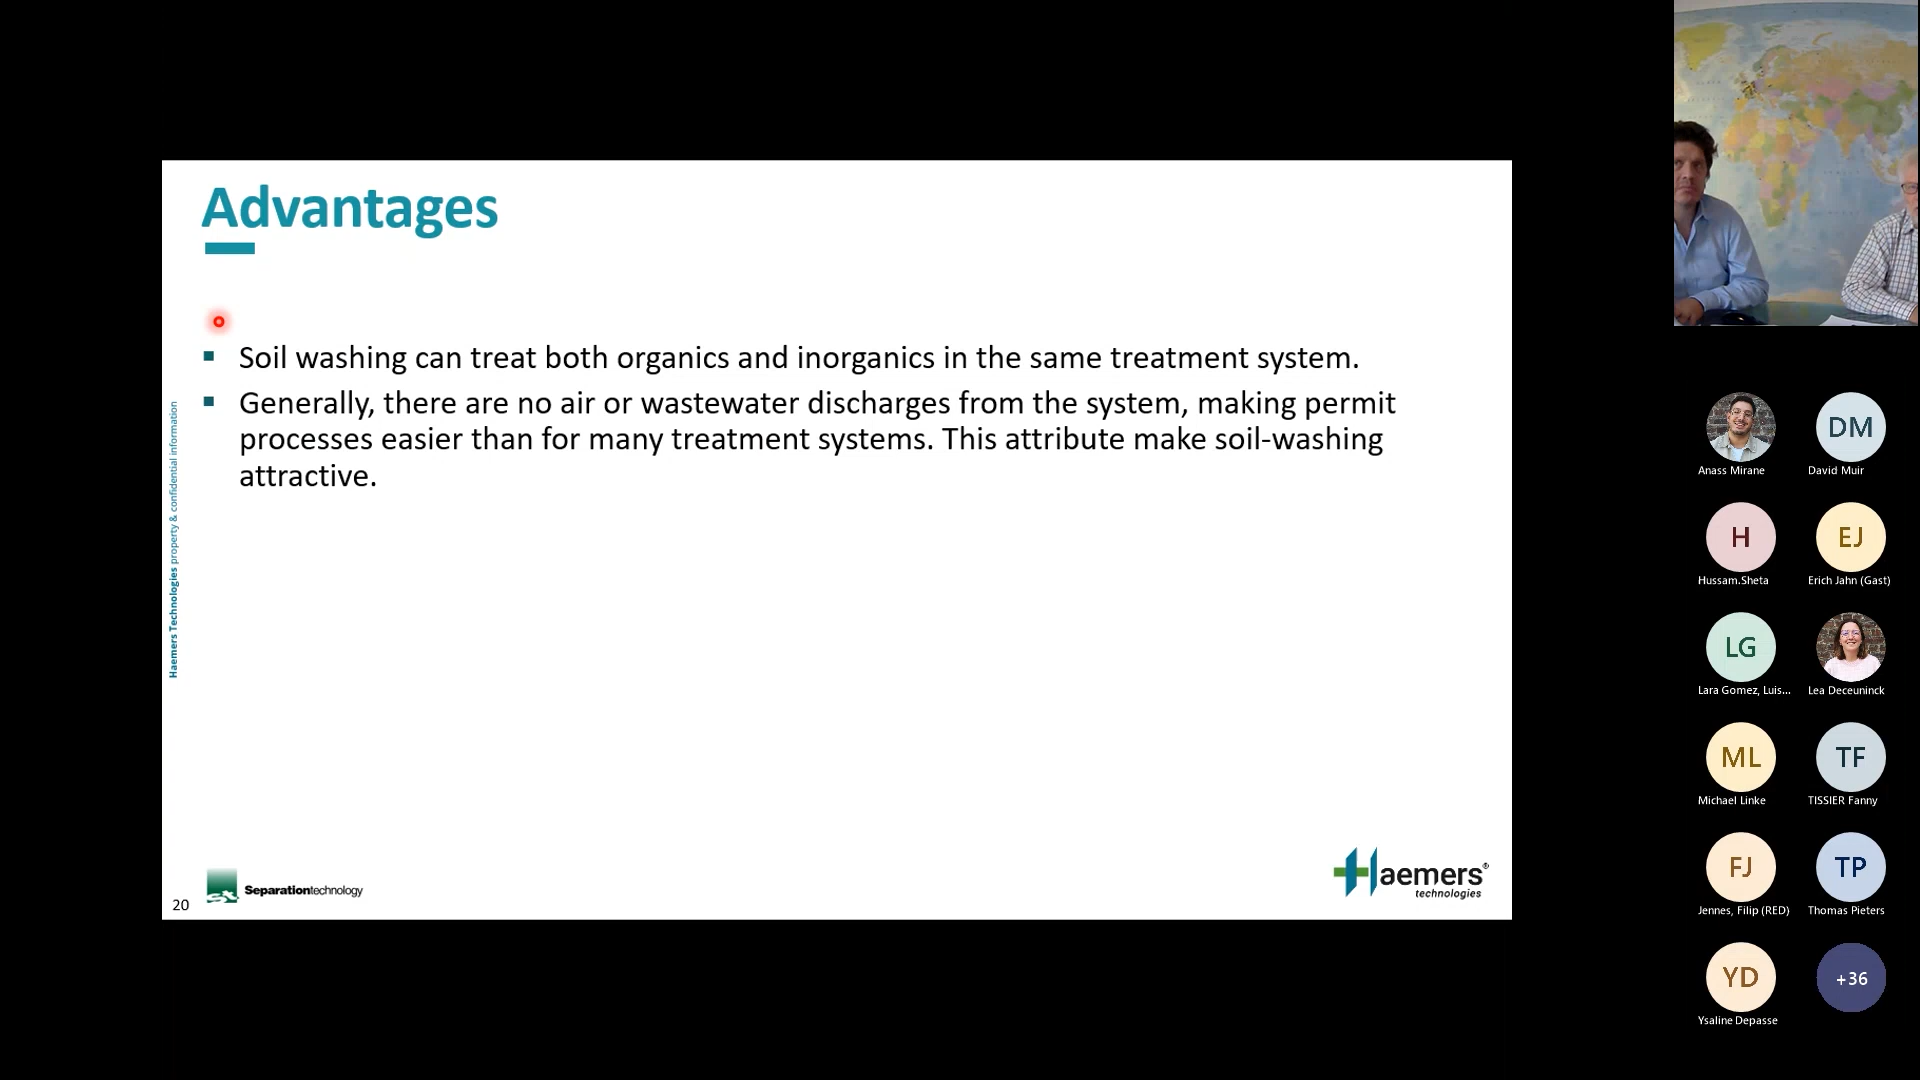 Advantages
Soil washing can treat both organics and inorganics in the same treatment system.
Generally, there are no air or wastewater discharges from the system, making permit
processes easier than for many treatment systems. This attribute make soil-washing
attractive.
Haemers Technologies property & confidential information
20
st Separationtechnology
Haemers®
technologies
Anass Mirane
DM
David Muir
H
Hussam.Sheta
EJ
Erich Jahn (Gast)
LG
Lara Gomez, Luis...
Lea Deceuninck
ML
Michael Linke
TF
TISSIER Fanny
FJ
Jennes, Filip (RED)
TP
Thomas Pieters
YD
Ysaline Depasse
+36